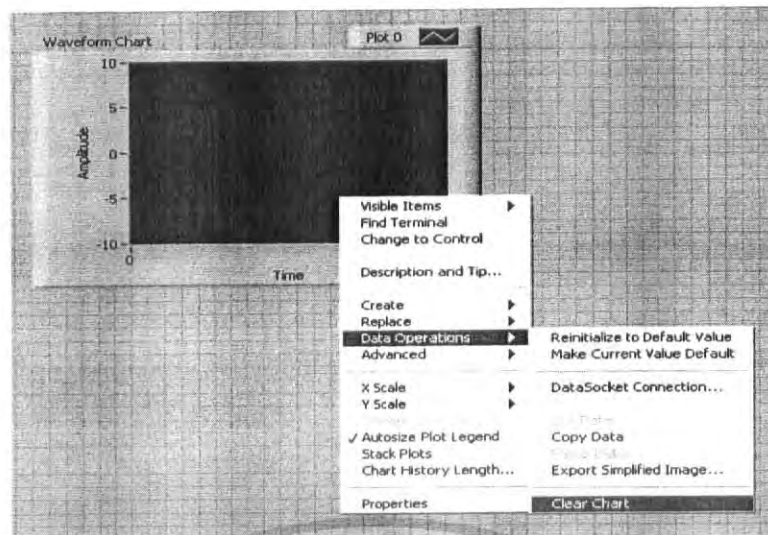 Waveform Chart
Plot 0
10
5
0
-5
-10
Amplitude
0
Time
Visible Items
Find Terminal
Change to Control
Description and Tip...
Create
Replace
Data Operations
Advanced
X Scale
Y Scale
✓ Autosize Plot Legend
Stack Plots
Chart History Length...
Properties
Reinitialize to Default Value
Make Current Value Default
DataSocket Connection...
Copy Data
Export Simplified Image...
Clear Chart